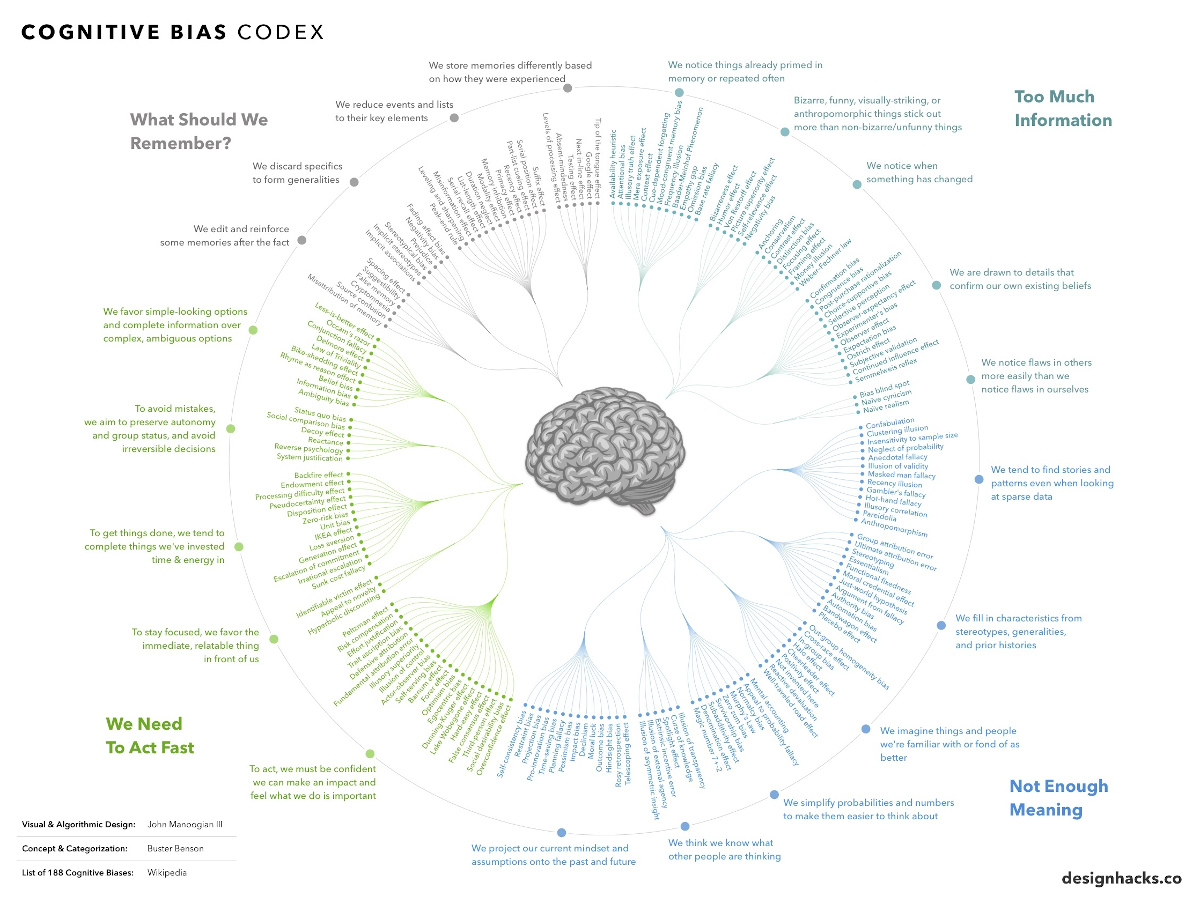 COGNITIVE BIAS CODEX
What Should We
Remember?
We store memories differently based
on how they were experienced
We reduce events and lists
to their key elements
We discard specifics
to form generalities
We edit and reinforce
some memories after the fact
Too Much
Information
We notice things already primed in
memory or repeated often
Bizarre, funny, visually-striking, or
anthropomorphic things stick out
more than non-bizarre/unfunny things
We notice when
something has changed
We are drawn to details that
confirm our own existing beliefs
We notice flaws in others
more easily than we
notice flaws in ourselves
We tend to find stories and
patterns even when looking
at sparse data
We fill in characteristics from
stereotypes, generalities,
and prior histories
We imagine things and people
we're familiar with or fond of as
better
Not Enough
Meaning
We simplify probabilities and numbers
to make them easier to think about
We think we know what
other people are thinking
We project our current mindset and
assumptions onto the past and future
We favor simple-looking options
and complete information over
complex, ambiguous options
To avoid mistakes,
we aim to preserve autonomy
and group status, and avoid
irreversible decisions
To get things done, we tend to
complete things we've invested
time & energy in
To stay focused, we favor the
immediate, relatable thing
in front of us
We Need
To Act Fast
To act, we must be confident
we can make an impact and
feel what we do is important
Availability heuristic
Attentional bias
Illusory truth effect
Mere exposure effect
Context effect
Cue-dependent forgetting
Mood-congruent memory bias
Frequency illusion
Baader-Meinhof Phenomenon
Empathy gap
Omission bias
Base rate fallacy
Bizarreness effect
Humor effect
Von Restorff effect
Picture superiority effect
Self-relevance effect
Negativity bias
Anchoring
Conservatism
Contrast effect
Distinction bias
Focusing effect
Framing effect
Money illusion
Weber-Fechner law
Confirmation bias
Congruence bias
Post-purchase rationalization
Choice-supportive bias
Selective perception
Observer-expectancy effect
Experimenter's bias
Observer effect
Expectation bias
Ostrich effect
Subjective validation
Continued influence effect
Semmelweis reflex
Bias blind spot
Naïve cynicism
Naïve realism
Confabulation
Clustering illusion
Insensitivity to sample size
Neglect of probability
Anecdotal fallacy
Illusion of validity
Masked man fallacy
Recency illusion
Gambler's fallacy
Hot-hand fallacy
Illusory correlation
Pareidolia
Anthropomorphism
Group attribution error
Ultimate attribution error
Stereotyping
Essentialism
Functional fixedness
Moral credential effect
Just-world hypothesis
Argument from fallacy
Authority bias
Automation bias
Bandwagon effect
Placebo effect
Out-group homogeneity bias
Cross-race effect
In-group bias
Halo effect
Cheerleader effect
Positivity effect
Not invented here
Reactive devaluation
Well-traveled road effect
Mental accounting
Appeal to probability fallacy
Normalcy bias
Murphy's Law
Zero sum bias
Survivorship bias
Subadditivity effect
Denomination effect
Magic number 7+-2
Illusion of transparency
Curse of knowledge
Spotlight effect
Extrinsic incentive error
Illusion of external agency
Illusion of asymmetric insight
Telescoping effect
Rosy retrospection
Hindsight bias
Outcome bias
Moral luck
Declinism
Impact bias
Pessimism bias
Planning fallacy
Time-saving bias
Pro-innovation bias
Projection bias
Restraint bias
Self-consistency bias
Overconfidence effect
Social desirability bias
Third-person effect
False consensus effect
Hard-easy effect
Lake Wobegone effect
Dunning-Kruger effect
Egocentric bias
Optimism bias
Forer effect
Barnum effect
Self-serving bias
Actor-observer bias
Illusion of control
Illusory superiority
Fundamental attribution error
Defensive attribution
Trait ascription bias
Effort justification
Risk compensation
Peltzman effect
Hyperbolic discounting
Appeal to novelty
Identifiable victim effect
Sunk cost fallacy
Irrational escalation
Escalation of commitment
Generation effect
Loss aversion
IKEA effect
Unit bias
Zero-risk bias
Disposition effect
Pseudocertainty effect
Processing difficulty effect
Endowment effect
Backfire effect
System justification
Reverse psychology
Reactance
Decoy effect
Social comparison bias
Status quo bias
Ambiguity bias
Information bias
Belief bias
Rhyme as reason effect
Bike-shedding effect
Law of Triviality
Delmore effect
Conjunction fallacy
Occam's razor
Less-is-better effect
Misattribution of memory
Source confusion
Cryptomnesia
False memory
Suggestibility
Spacing effect
Implicit associations
Implicit stereotypes
Stereotypical bias
Prejudice
Negativity bias
Fading affect bias
Peak-end rule
Leveling and sharpening
Misinformation effect
Serial recall effect
List-length effect
Duration neglect
Modality effect
Memory inhibition
Primacy effect
Recency effect
Part-list cueing effect
Serial position effect
Suffix effect
Levels of processing effect
Absent-mindedness
Testing effect
Next-in-line effect
Google effect
Tip of the tongue effect
Visual & Algorithmic Design: John Manoogian III
Concept & Categorization: Buster Benson
List of 188 Cognitive Biases: Wikipedia
designhacks.co